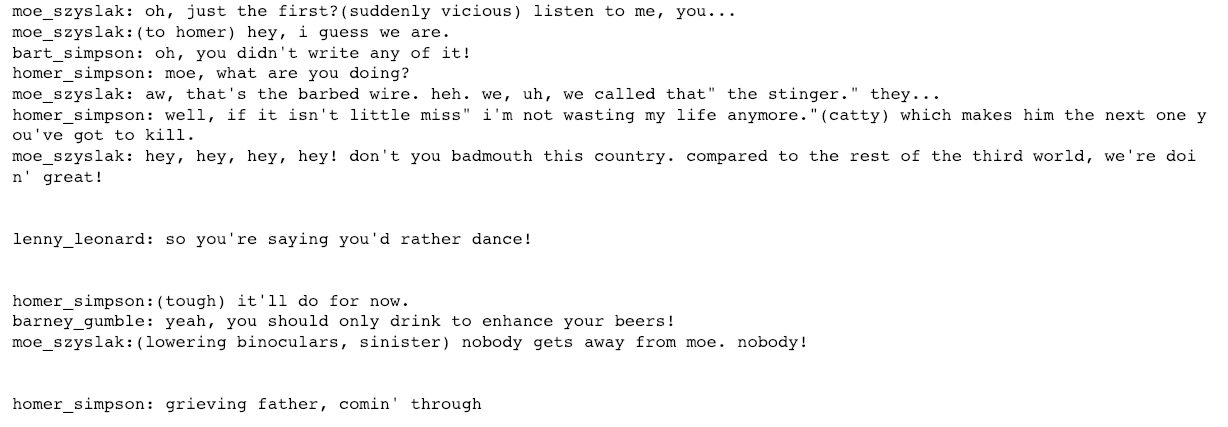 moe_szyslak: oh, just the first?(suddenly vicious) listen to me, you...
moe_szyslak:(to homer) hey, i guess we are.
bart_simpson: oh, you didn't write any of it!
homer_simpson: moe, what are you doing?
moe_szyslak: aw, that's the barbed wire. heh. we, uh, we called that" the stinger." they...
homer_simpson: well, if it isn't little miss" i'm not wasting my life anymore."(catty) which makes him the next one y
ou've got to kill.
moe_szyslak: hey, hey, hey, hey! don't you badmouth this country. compared to the rest of the third world, we're doi
n' great!
lenny_leonard: so you're saying you'd rather dance!
homer_simpson:(tough) it'll do for now.
barney_gumble: yeah, you should only drink to enhance your beers!
moe_szyslak:(lowering binoculars, sinister) nobody gets away from moe. nobody!
homer_simpson: grieving father, comin' through